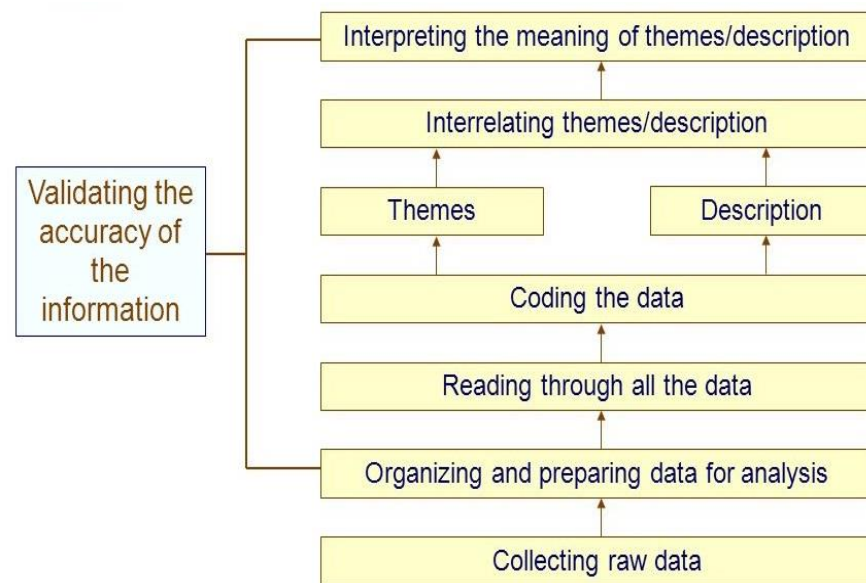 Interpreting the meaning of themes/description
Interrelating themes/description
Validating the
accuracy of
the
information
Themes
Description
Coding the data
Reading through all the data
Organizing and preparing data for analysis
Collecting raw data